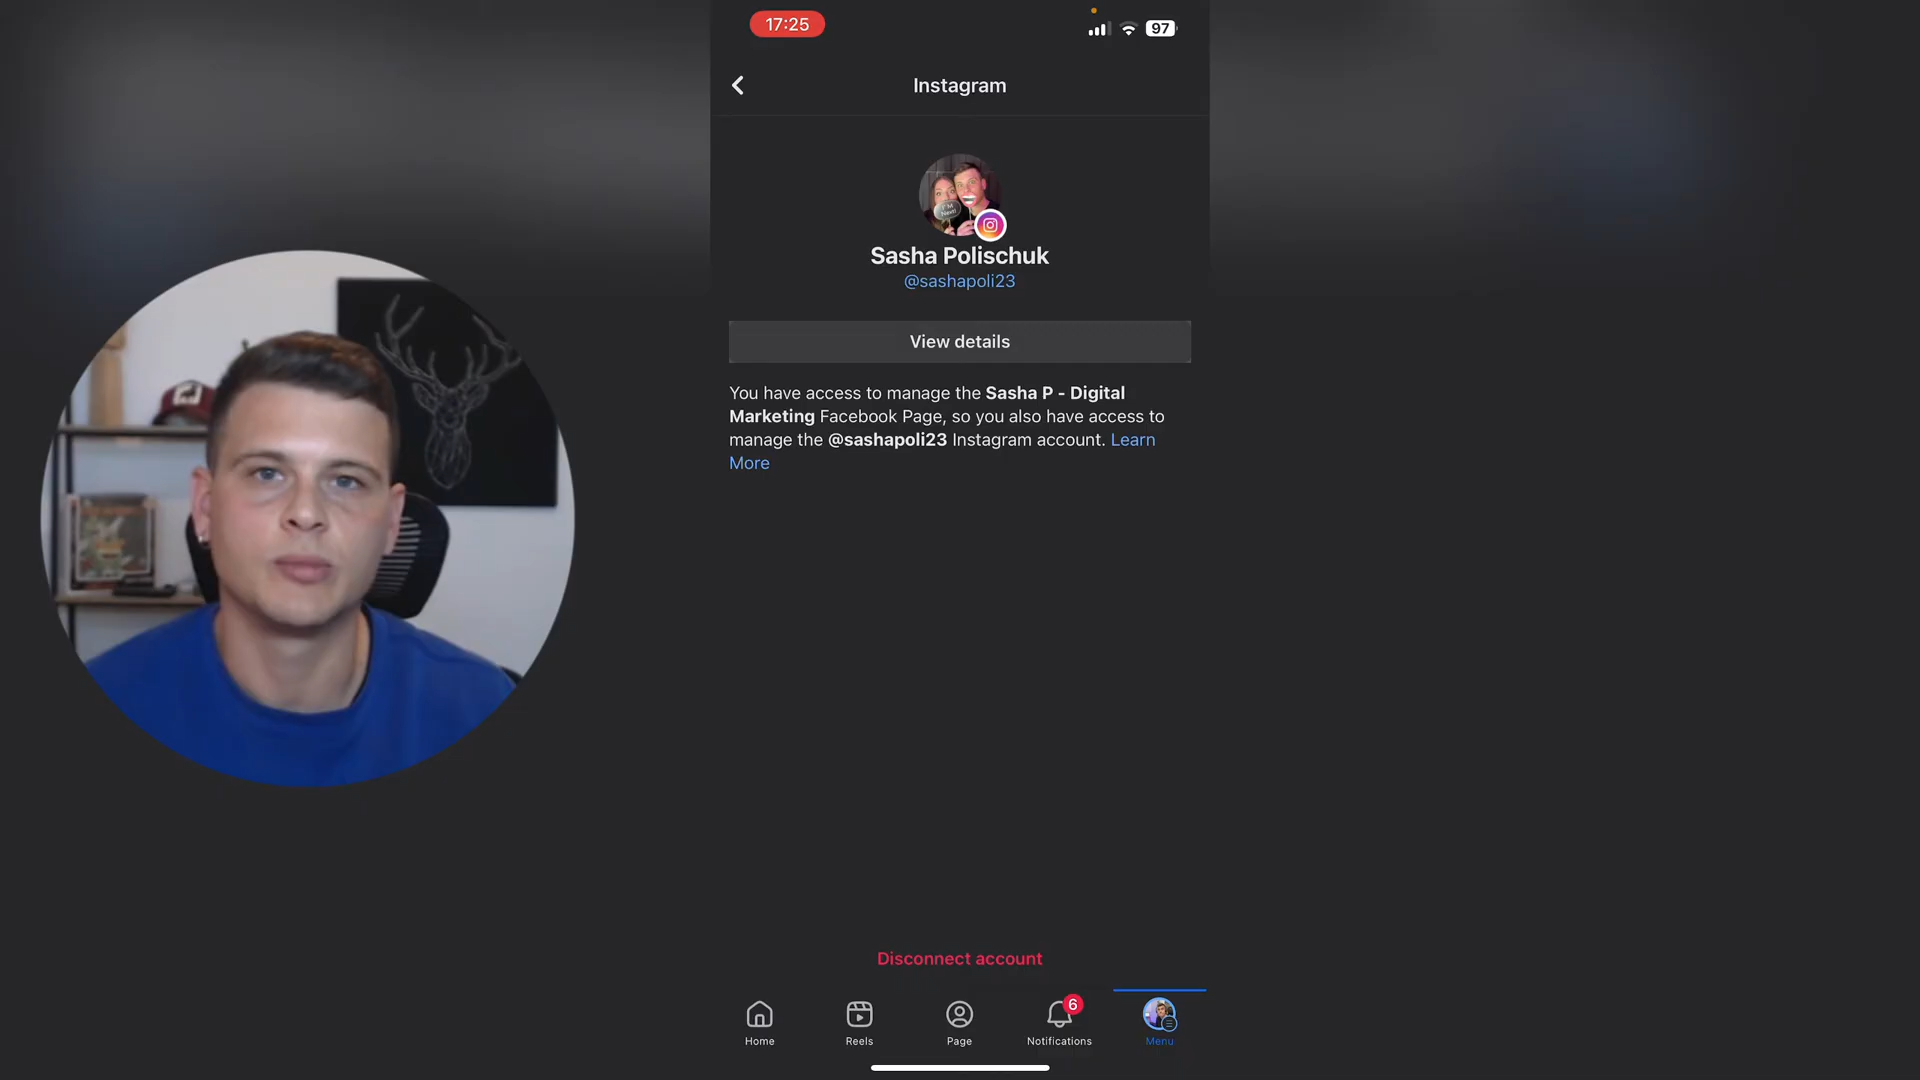 17:25
97
Instagram
Sasha Polischuk
@sashapoli23
View details
You have access to manage the Sasha P - Digital
Marketing Facebook Page, so you also have access to
manage the @sashapoli23 Instagram account. Learn
More
Disconnect account
6
Home
Reels
Page
Notifications
Menu